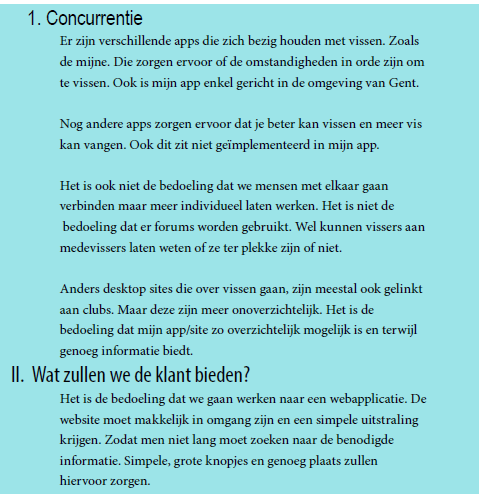 1. Concurrentie
Er zijn verschillende apps die zich bezig houden met vissen. Zoals
de mijne. Die zorgen ervoor of de omstandigheden in orde zijn om
te vissen. Ook is mijn app enkel gericht in de omgeving van Gent.
Nog andere apps zorgen ervoor dat je beter kan vissen en meer vis
kan vangen. Ook dit zit niet geïmplementeerd in mijn app.
Het is ook niet de bedoeling dat we mensen met elkaar gaan
verbinden maar meer individueel laten werken. Het is niet de
bedoeling dat er forums worden gebruikt. Wel kunnen vissers aan
medevissers laten weten of ze ter plekke zijn of niet.
Anders desktop sites die over vissen gaan, zijn meestal ook gelinkt
aan clubs. Maar deze zijn meer onoverzichtelijk. Het is de
bedoeling dat mijn app/site zo overzichtelijk mogelijk is en terwijl
genoeg informatie biedt.
II. Wat zullen we de klant bieden?
Het is de bedoeling dat we gaan werken naar een webapplicatie. De
website moet makkelijk in omgang zijn en een simpele uitstraling
krijgen. Zodat men niet lang moet zoeken naar de benodigde
informatie. Simpele, grote knopjes en genoeg plaats zullen
hiervoor zorgen.